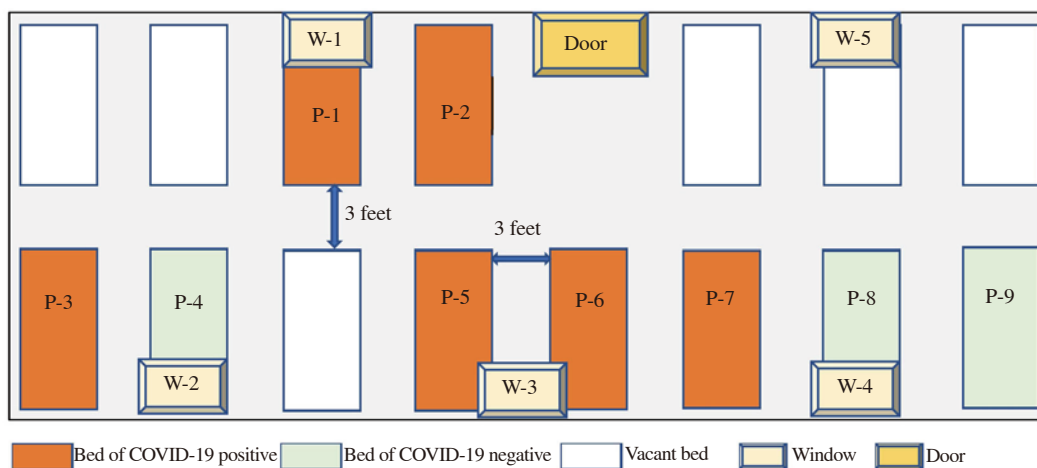 W-1
Door
W-5
P-1
P-2
3 feet
3 feet
P-3
P-4
P-5
P-6
P-7
P-8
P-9
W-2
W-3
W-4
Bed of COVID-19 positive
Bed of COVID-19 negative
Vacant bed
Window
Door